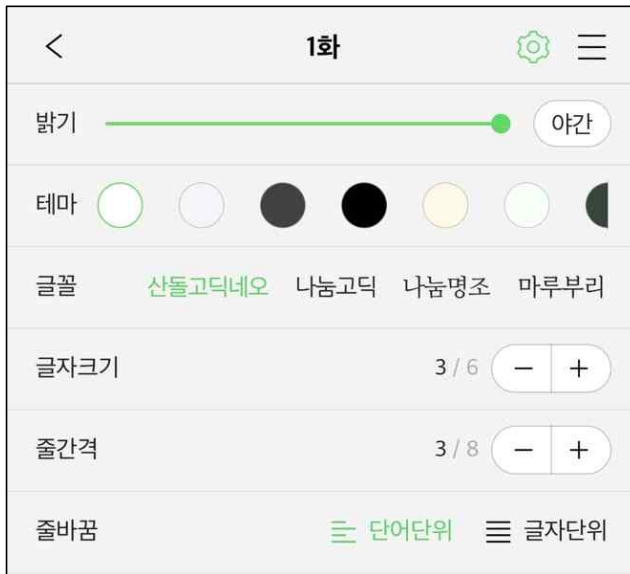 1화
밝기 야간
테마
글꼴 산돌고딕네오 나눔고딕 나눔명조 마루부리
글자크기 3 / 6 − +
줄간격 3 / 8 − +
줄바꿈 단어단위 글자단위